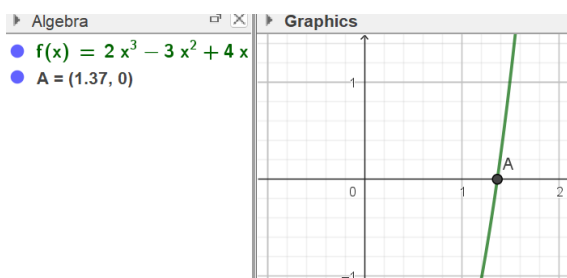 Algebra
Graphics
f(x) = 2 x³ − 3 x² + 4 x
A = (1.37, 0)
1
A
0
1
2
−1